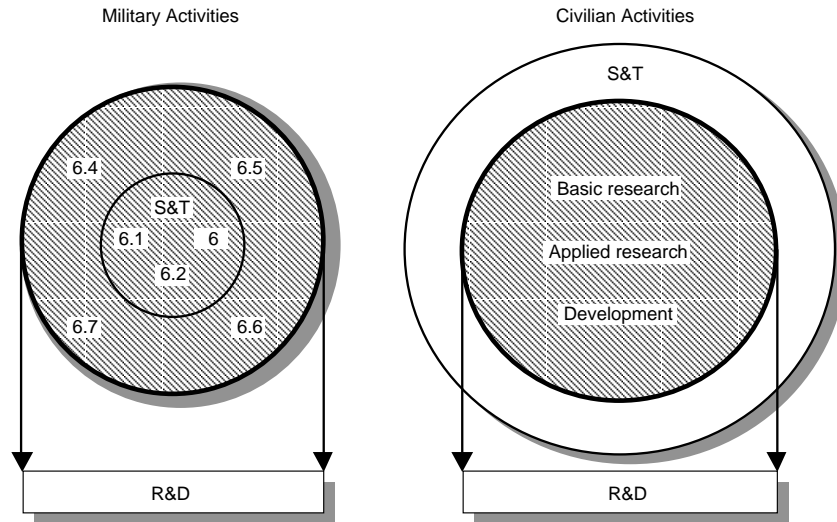 Military Activities
Civilian Activities
6.4
6.5
S&T
6.1
6
6.2
6.7
6.6
R&D
S&T
Basic research
Applied research
Development
R&D